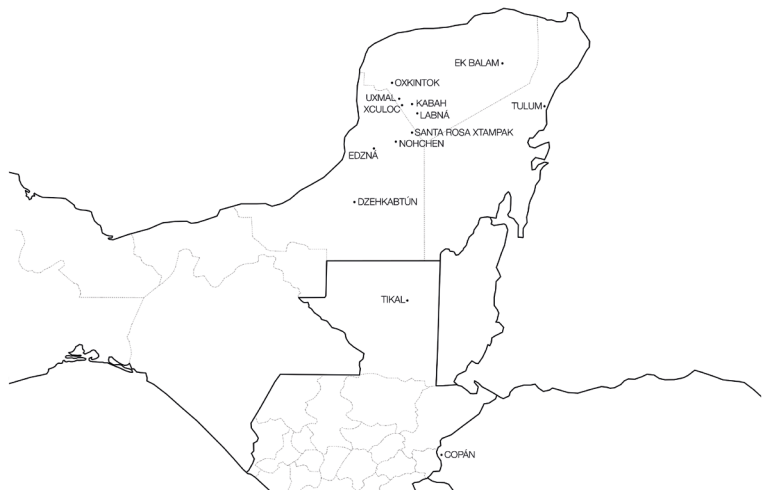 EK BALAM
OXKINTOK
UXMAL
KABAH
XCULOC
TULUM
LABNÁ
SANTA ROSA XTAMPAK
NOHCHEN
EDZNÁ
DZEHKABTÚN
TIKAL
COPÁN